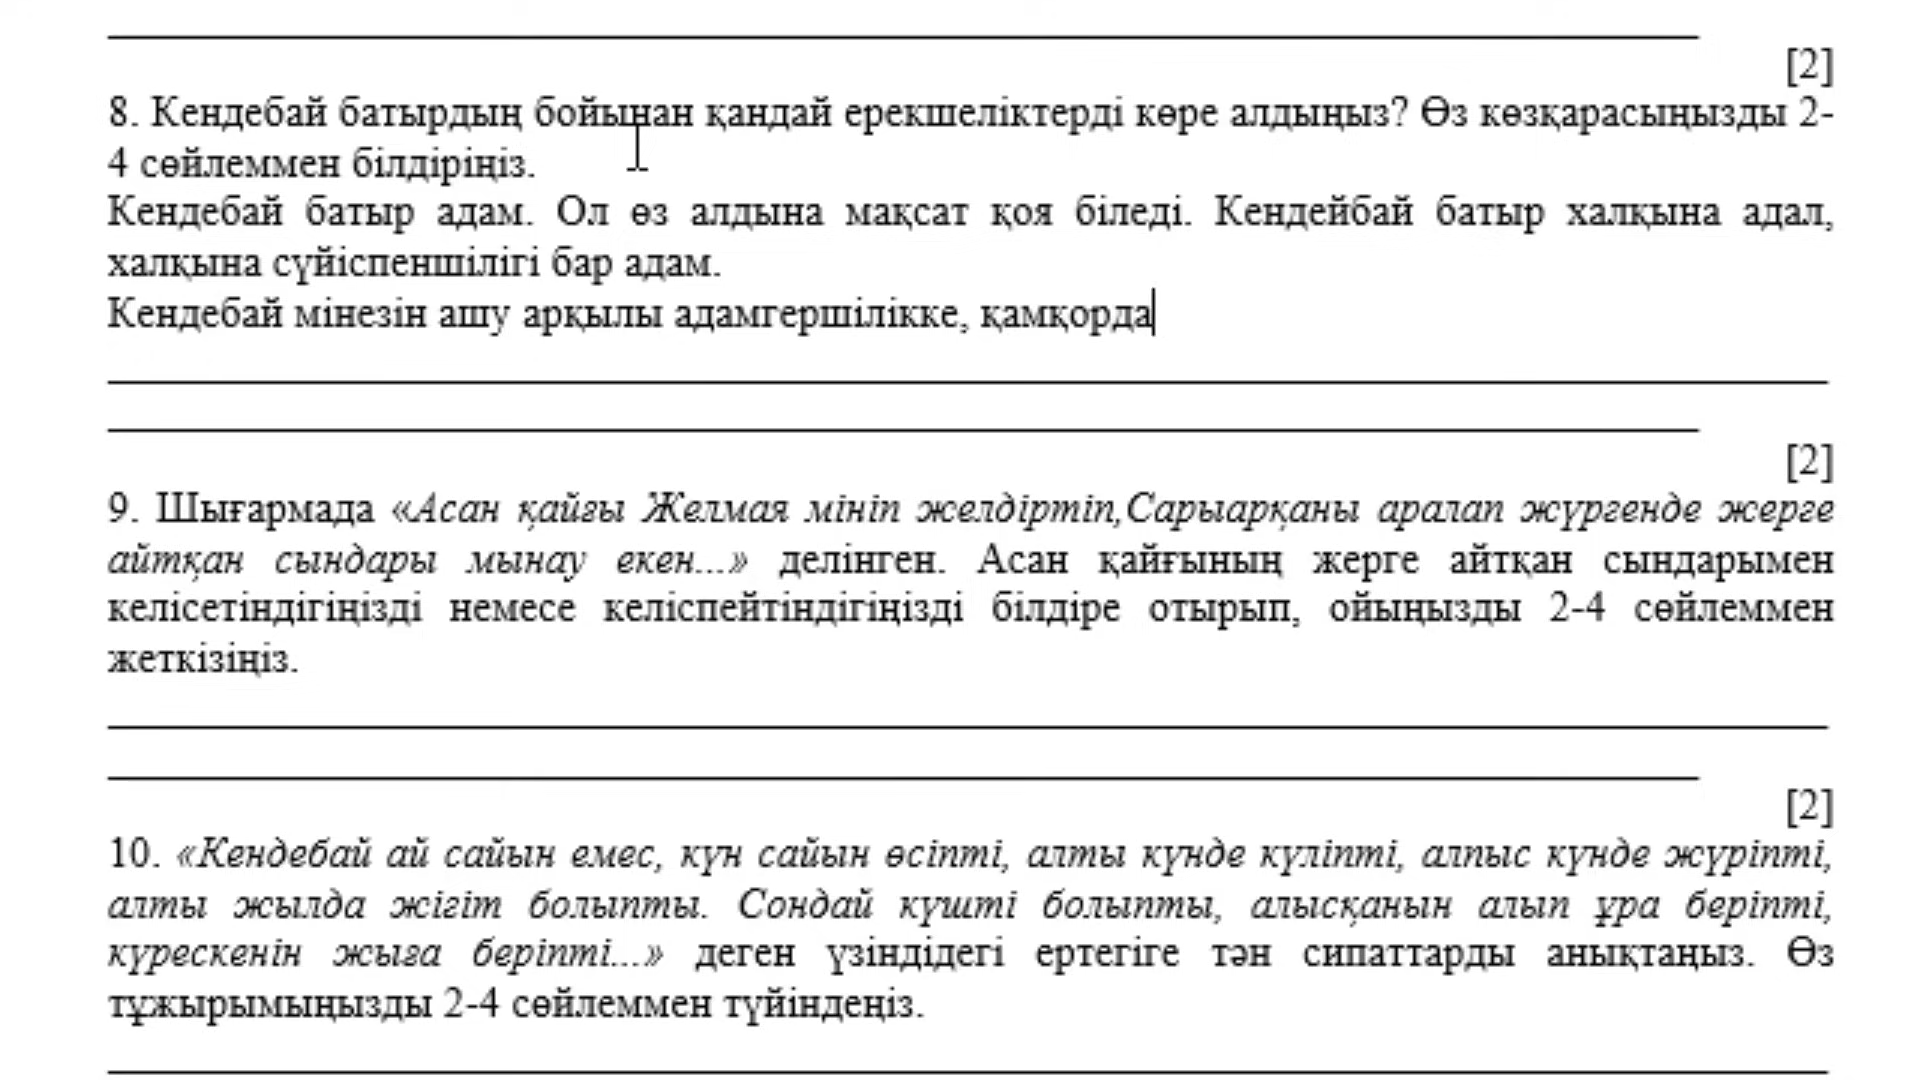 [2]
8. Кендебай батырдың бойынан қандай ерекшеліктерді көре алдыңыз? Өз көзқарасыңызды 2-
4 сөйлеммен білдіріңіз.
Кендебай батыр адам. Ол өз алдына мақсат қоя біледі. Кендейбай батыр халқына адал,
халқына сүйіспеншілігі бар адам.
Кендебай мінезін ашу арқылы адамгершілікке, қамқорда
[2]
9. Шығармада «Асан қайғы Желмая мініп желдіртіп,Сарыарқаны аралап жүргенде жерге
айтқан сындары мынау екен...» делінген. Асан қайғының жерге айтқан сындарымен
келісетіндігіңізді немесе келіспейтіндігіңізді білдіре отырып, ойыңызды 2-4 сөйлеммен
жеткізіңіз.
[2]
10. «Кендебай ай сайын емес, күн сайын өсіпті, алты күнде күліпті, алпыс күнде жүріпті,
алты жылда жігіт болыпты. Сондай күшті болыпты, алысқанын алып ұра беріпті,
күрескенін жыға беріпті...» деген үзіндідегі ертегіге тән сипаттарды анықтаңыз. Өз
тұжырымыңызды 2-4 сөйлеммен түйіндеңіз.